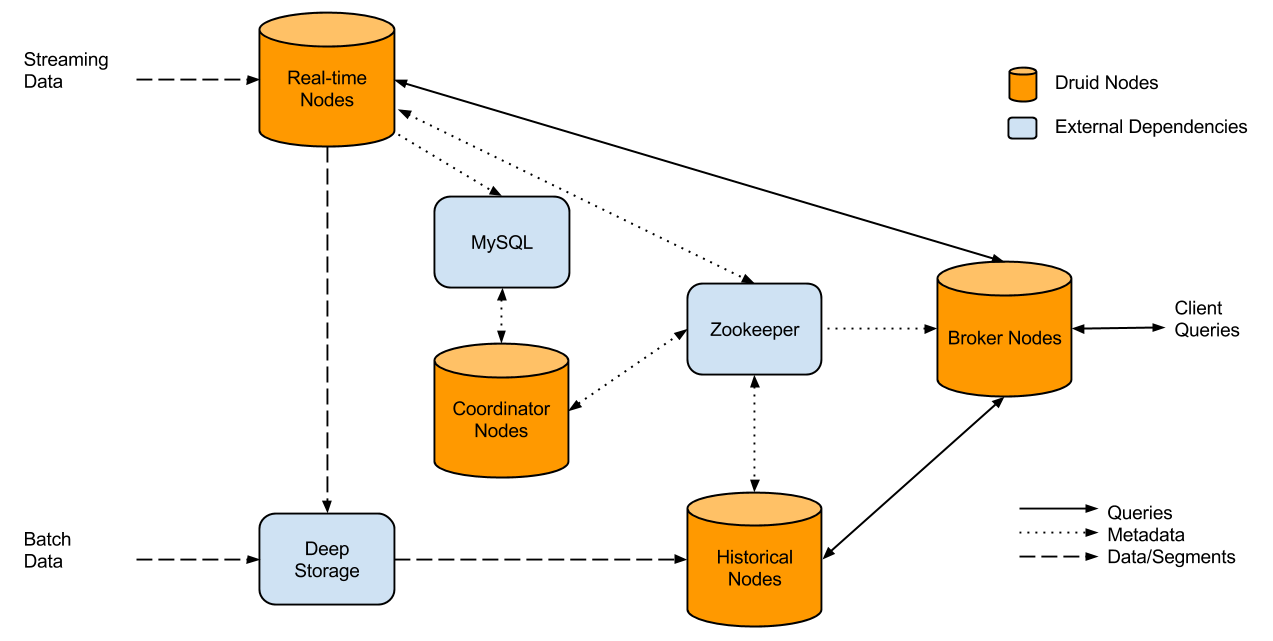 Streaming
Data
Real-time
Nodes
Druid Nodes
External Dependencies
MySQL
Zookeeper
Broker Nodes
Client
Queries
Coordinator
Nodes
Batch
Data
Deep
Storage
Historical
Nodes
Queries
Metadata
Data/Segments